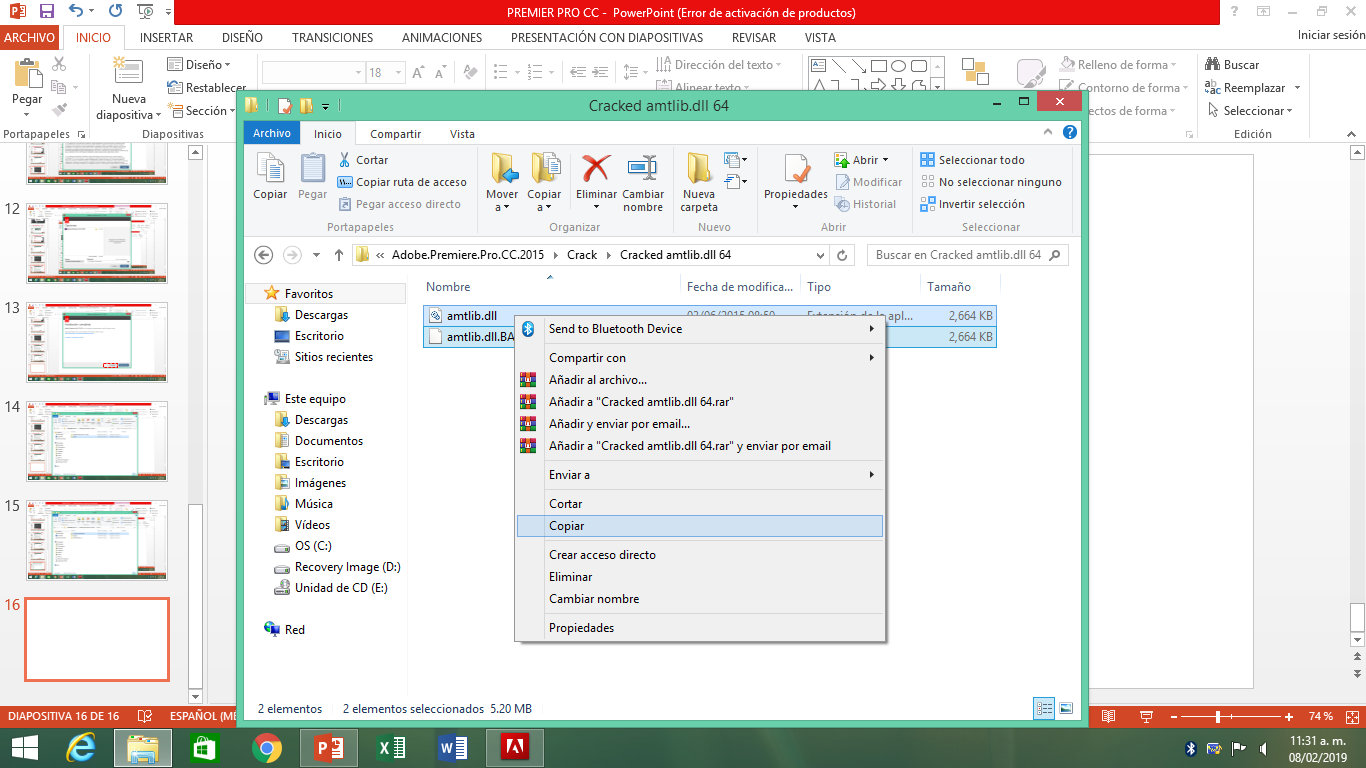 PREMIER PRO CC - PowerPoint (Error de activación de productos)
ARCHIVO INICIO INSERTAR DISEÑO TRANSICIONES ANIMACIONES PRESENTACIÓN CON DIAPOSITIVAS REVISAR VISTA Iniciar sesión
Pegar
Nueva diapositiva
Diseño
Restablecer
Sección
18
Dirección del texto
Alinear texto
Relleno de forma
Contorno de forma
ectos de forma
Buscar
Reemplazar
Seleccionar
Portapapeles Diapositivas Edición
Cracked amtlib.dll 64
Archivo Inicio Compartir Vista
Copiar
Pegar
Cortar
Copiar ruta de acceso
Pegar acceso directo
Mover a
Copiar a
Eliminar
Cambiar nombre
Nueva carpeta
Propiedades
Abrir
Modificar
Historial
Seleccionar todo
No seleccionar ninguno
Invertir selección
Portapapeles Organizar Nuevo Abrir Seleccionar
« Adobe.Premiere.Pro.CC.2015 Crack Cracked amtlib.dll 64
Buscar en Cracked amtlib.dll 64
Nombre Fecha de modifica... Tipo Tamaño
amtlib.dll 03/06/2015 08:50 Extensión de la apl... 2,664 KB
amtlib.dll.BA 2,664 KB
Favoritos
Descargas
Escritorio
Sitios recientes
Este equipo
Descargas
Documentos
Escritorio
Imágenes
Música
Vídeos
OS (C:)
Recovery Image (D:)
Unidad de CD (E:)
Red
Send to Bluetooth Device
Compartir con
Añadir al archivo...
Añadir a "Cracked amtlib.dll 64.rar"
Añadir y enviar por email...
Añadir a "Cracked amtlib.dll 64.rar" y enviar por email
Enviar a
Cortar
Copiar
Crear acceso directo
Eliminar
Cambiar nombre
Propiedades
2 elementos 2 elementos seleccionados 5.20 MB
12
13
14
15
16
DIAPOSITIVA 16 DE 16 ESPAÑOL (MÉ 74 %
11:31 a. m.
08/02/2019